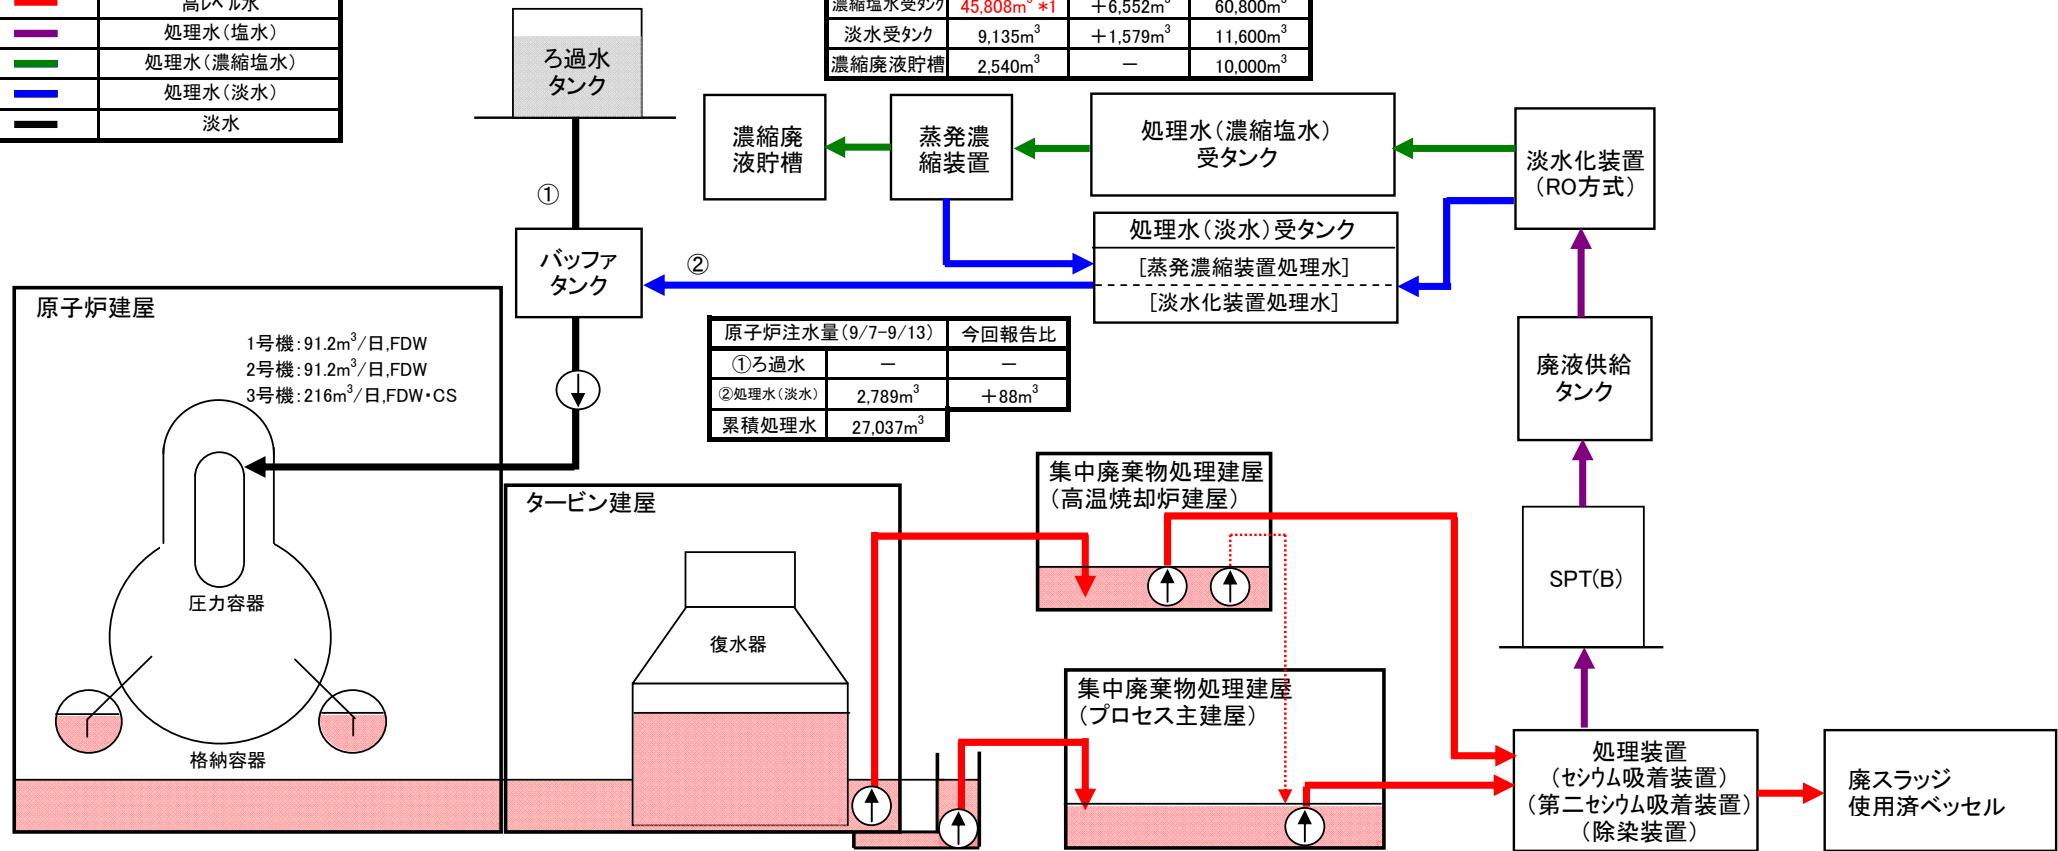 高レベル水
処理水(塩水)
処理水(濃縮塩水)
処理水(淡水)
淡水
濃縮塩水受タンク 45,808m³ *1 +6,552m³ 60,800m³
淡水受タンク 9,135m³ +1,579m³ 11,600m³
濃縮廃液貯槽 2,540m³ － 10,000m³
ろ過水
タンク
濃縮廃
液貯槽
蒸発濃
縮装置
処理水(濃縮塩水)
受タンク
淡水化装置
(RO方式)
①
処理水(淡水)受タンク
[蒸発濃縮装置処理水]
[淡水化装置処理水]
バッファ
タンク
②
原子炉建屋
1号機:91.2m³/日,FDW
2号機:91.2m³/日,FDW
3号機:216m³/日,FDW・CS
原子炉注水量(9/7-9/13) 今回報告比
①ろ過水 － －
②処理水(淡水) 2,789m³ +88m³
累積処理水 27,037m³
廃液供給
タンク
タービン建屋
集中廃棄物処理建屋
(高温焼却炉建屋)
圧力容器
SPT(B)
復水器
集中廃棄物処理建屋
(プロセス主建屋)
格納容器
処理装置
(セシウム吸着装置)
(第二セシウム吸着装置)
(除染装置)
廃スラッジ
使用済ベッセル